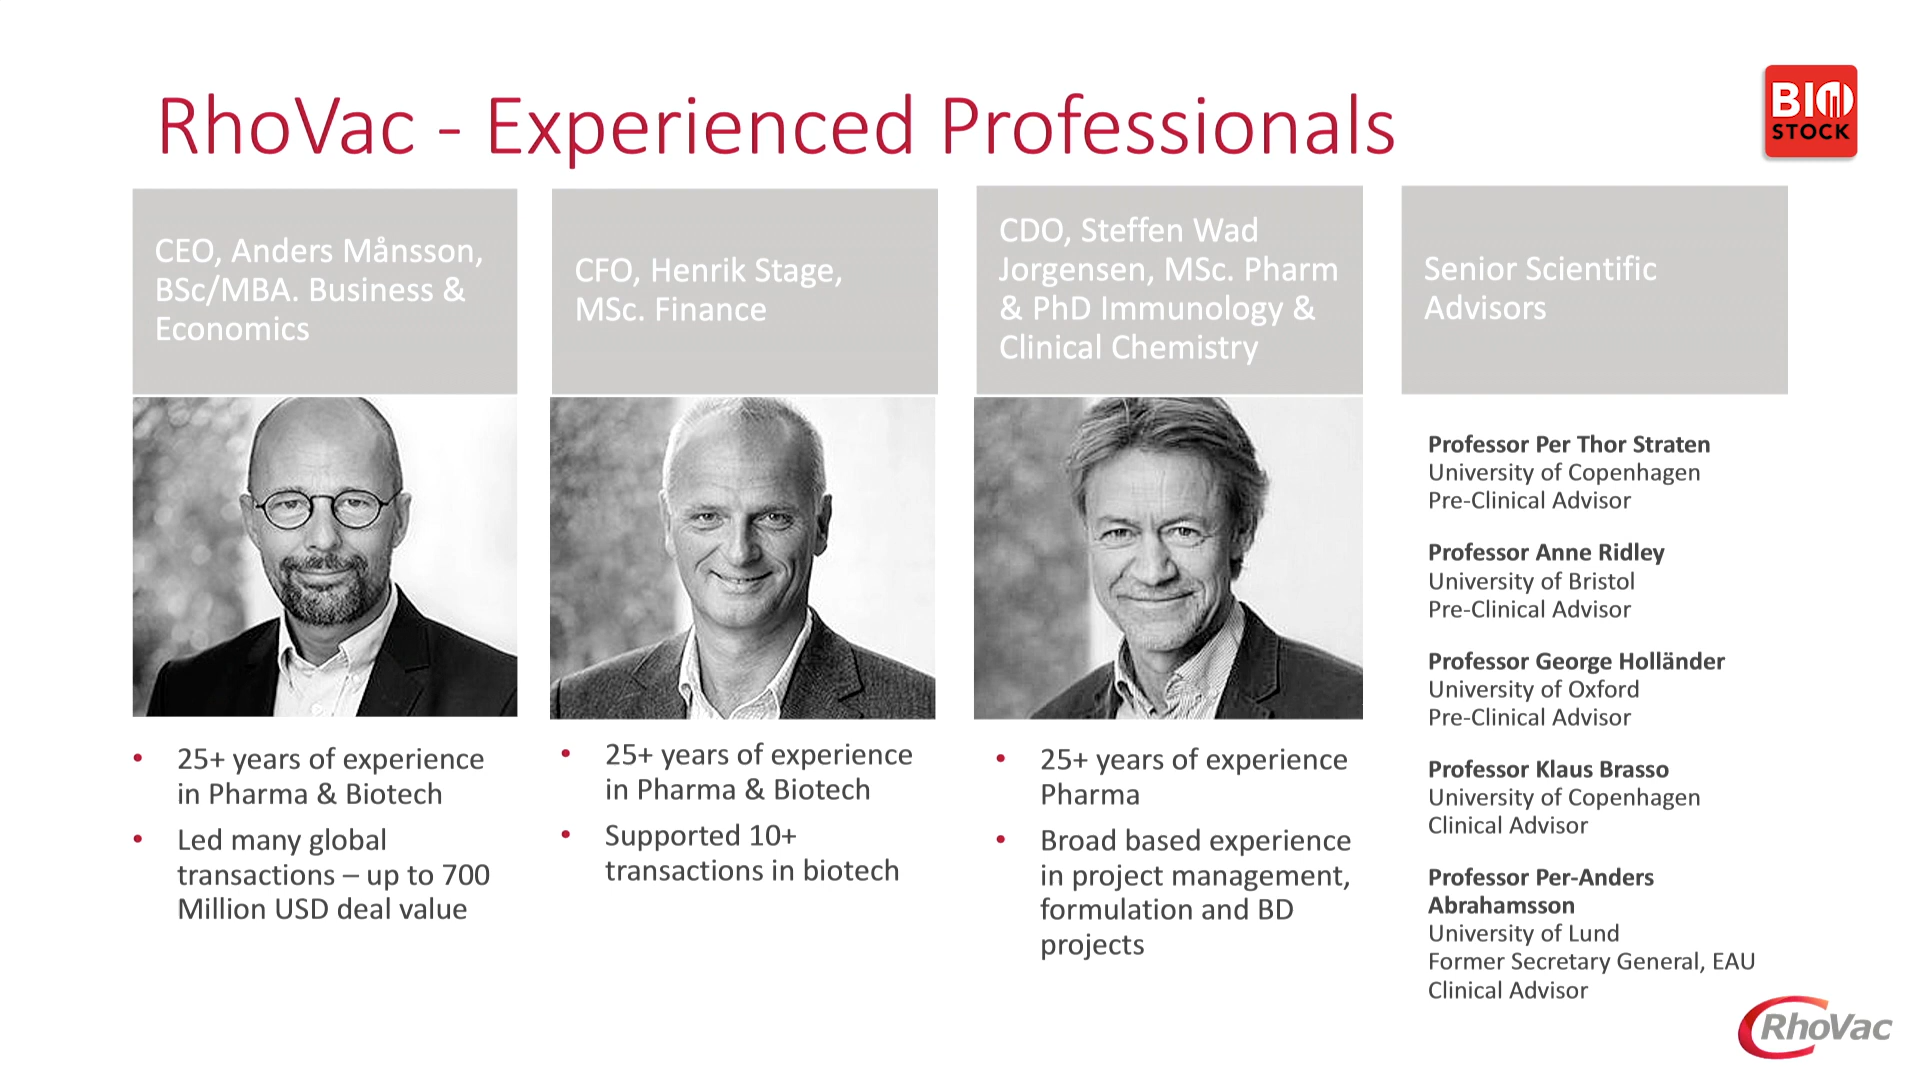 RhoVac - Experienced Professionals
BIO
STOCK
CEO, Anders Månsson,
BSc/MBA. Business &
Economics
CFO, Henrik Stage,
MSc. Finance
CDO, Steffen Wad
Jorgensen, MSc. Pharm
& PhD Immunology &
Clinical Chemistry
Senior Scientific
Advisors
• 25+ years of experience
in Pharma & Biotech
• Led many global
transactions – up to 700
Million USD deal value
• 25+ years of experience
in Pharma & Biotech
• Supported 10+
transactions in biotech
• 25+ years of experience
Pharma
• Broad based experience
in project management,
formulation and BD
projects
Professor Per Thor Straten
University of Copenhagen
Pre-Clinical Advisor
Professor Anne Ridley
University of Bristol
Pre-Clinical Advisor
Professor George Holländer
University of Oxford
Pre-Clinical Advisor
Professor Klaus Brasso
University of Copenhagen
Clinical Advisor
Professor Per-Anders
Abrahamsson
University of Lund
Former Secretary General, EAU
Clinical Advisor
RhoVac